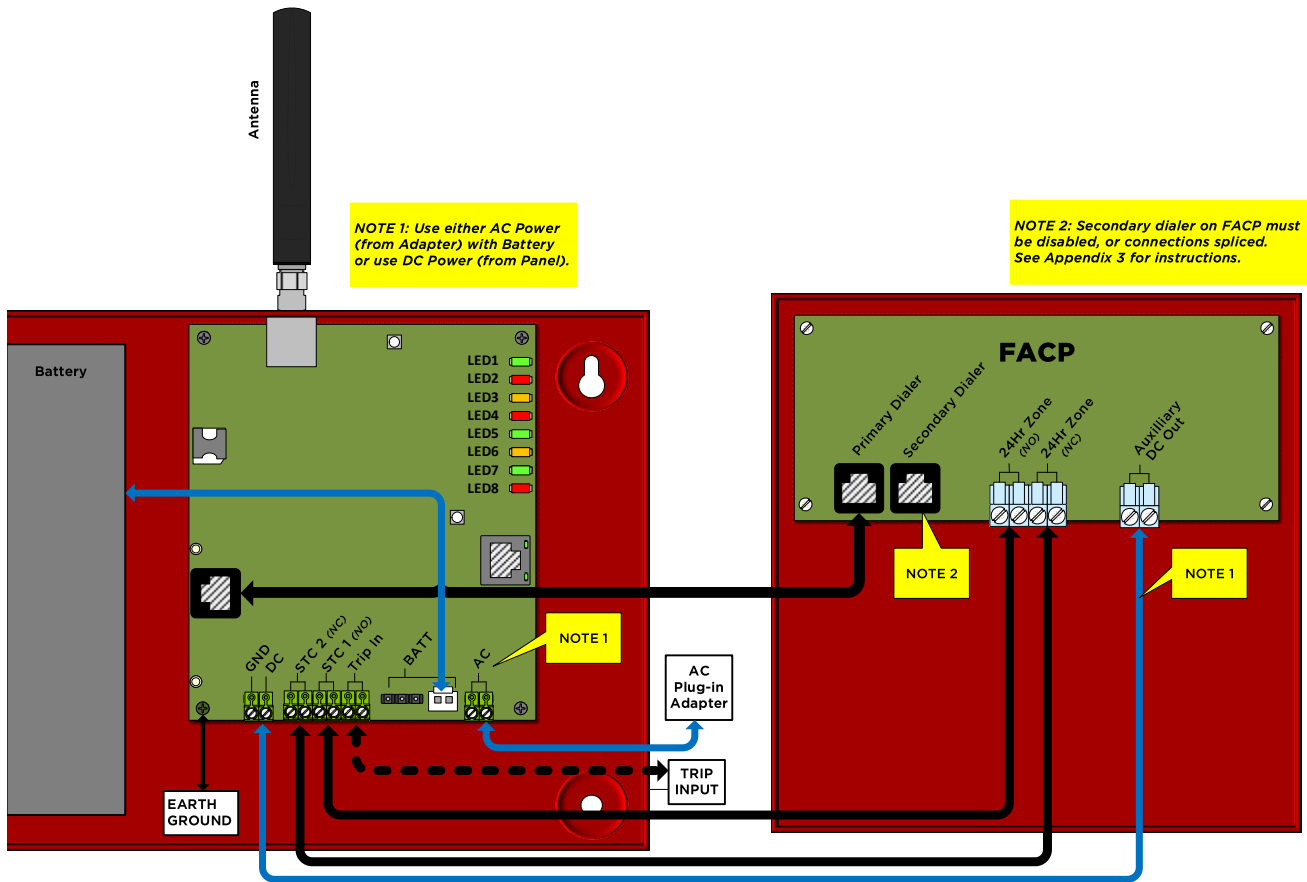 Antenna
NOTE 1: Use either AC Power
(from Adapter) with Battery
or use DC Power (from Panel).
NOTE 2: Secondary dialer on FACP must
be disabled, or connections spliced.
See Appendix 3 for instructions.
Battery
LED1
LED2
LED3
LED4
LED5
LED6
LED7
LED8
GND
DC
STC 2 (NC)
STC 1 (NO)
Trip In
BATT
AC
NOTE 1
EARTH
GROUND
AC
Plug-in
Adapter
TRIP
INPUT
FACP
Primary Dialer
Secondary Dialer
24Hr Zone
(NO)
24Hr Zone
(NC)
Auxilliary
DC Out
NOTE 2
NOTE 1